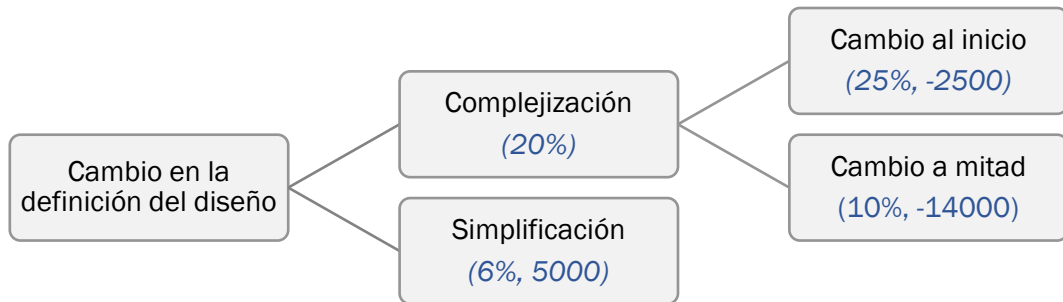 Cambio en la
definición del diseño
Complejización
(20%)
Simplificación
(6%, 5000)
Cambio al inicio
(25%, -2500)
Cambio a mitad
(10%, -14000)